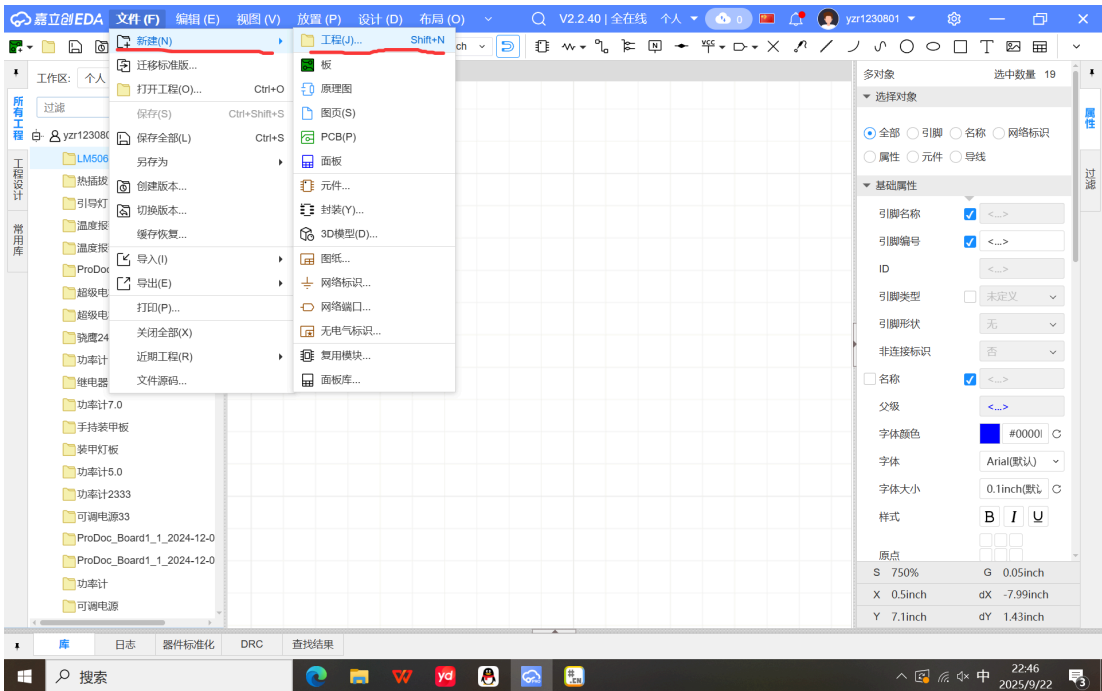 嘉立创EDA 文件(F) 编辑(E) 视图(V) 放置(P) 设计(D) 布局(O) V2.2.40 | 全在线 个人 0 yzr1230801
ch
工作区: 个人
过滤
所有工程
工程设计
常用库
yzr123080
LM506
热插拔
引导灯
温度报
温度报
ProDoc
超级电
超级电
骁鹰24
功率计
继电器
功率计7.0
手持装甲板
装甲灯板
功率计5.0
功率计2333
可调电源33
ProDoc_Board1_1_2024-12-0
ProDoc_Board1_1_2024-12-0
功率计
可调电源
新建(N)
迁移标准版...
打开工程(O)... Ctrl+O
保存(S) Ctrl+Shift+S
保存全部(L) Ctrl+S
另存为
创建版本...
切换版本...
缓存恢复...
导入(I)
导出(E)
打印(P)...
关闭全部(X)
近期工程(R)
文件源码...
工程(J)... Shift+N
板
原理图
图页(S)
PCB(P)
面板
元件...
封装(Y)...
3D模型(D)...
图纸...
网络标识...
网络端口...
无电气标识...
复用模块...
面板库...
多对象 选中数量 19
选择对象
全部 引脚 名称 网络标识
属性 元件 导线
基础属性
引脚名称 <...>
引脚编号 <...>
ID <...>
引脚类型 未定义
引脚形状 无
非连接标识 否
名称 <...>
父级 <...>
字体颜色 #0000
字体 Arial(默认)
字体大小 0.1inch(默认
样式 B I U
原点
S 750% G 0.05inch
X 0.5inch dX -7.99inch
Y 7.1inch dY 1.43inch
属性
过滤
库 日志 器件标准化 DRC 查找结果
搜索
yd
#.CN
中
22:46
2025/9/22
3